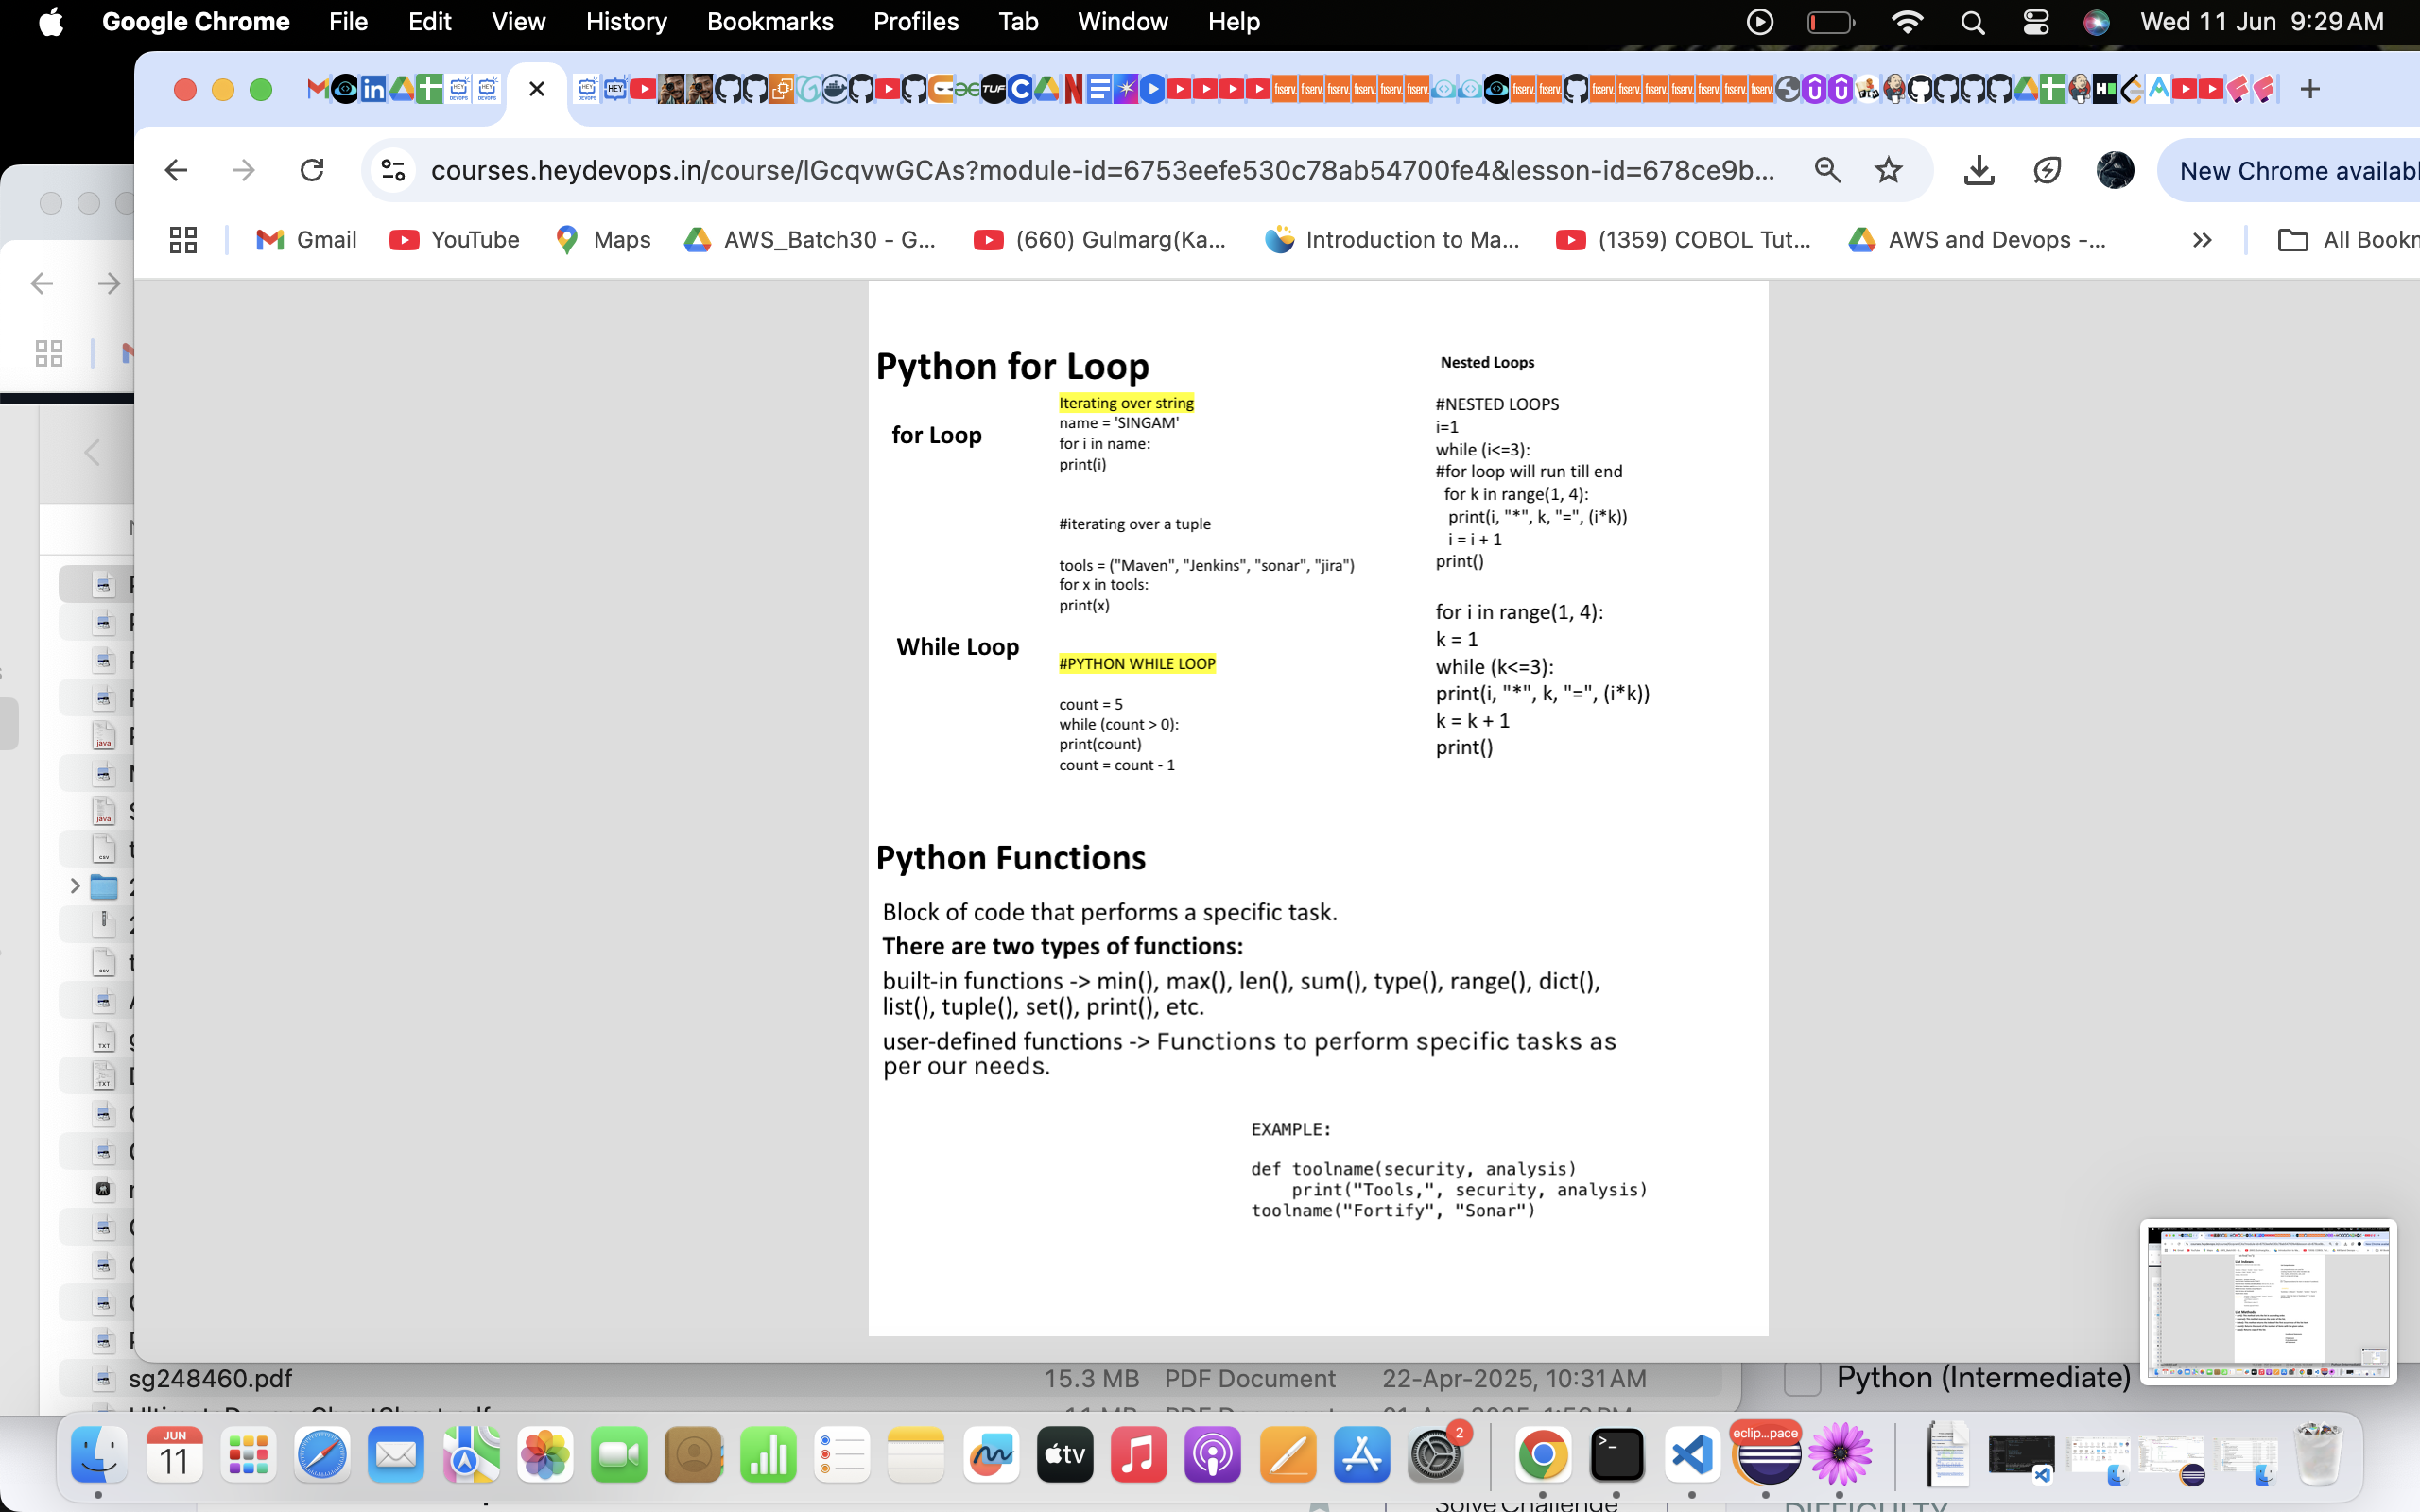 Google Chrome File Edit View History Bookmarks Profiles Tab Window Help Wed 11 Jun 9:29 AM
courses.heydevops.in/course/lGcqvwGCAs?module-id=6753eefe530c78ab54700fe4&lesson-id=678ce9b...
New Chrome availabl
Gmail YouTube Maps AWS_Batch30 - G... (660) Gulmarg(Ka... Introduction to Ma... (1359) COBOL Tut... AWS and Devops -... » All Bookm
Python for Loop
for Loop
Iterating over string
name = 'SINGAM'
for i in name:
print(i)
#iterating over a tuple
tools = ("Maven", "Jenkins", "sonar", "jira")
for x in tools:
print(x)
While Loop
#PYTHON WHILE LOOP
count = 5
while (count > 0):
print(count)
count = count - 1
Nested Loops
#NESTED LOOPS
i=1
while (i<=3):
#for loop will run till end
for k in range(1, 4):
print(i, "*", k, "=", (i*k))
i = i + 1
print()
for i in range(1, 4):
k = 1
while (k<=3):
print(i, "*", k, "=", (i*k))
k = k + 1
print()
Python Functions
Block of code that performs a specific task.
There are two types of functions:
built-in functions -> min(), max(), len(), sum(), type(), range(), dict(),
list(), tuple(), set(), print(), etc.
user-defined functions -> Functions to perform specific tasks as
per our needs.
EXAMPLE:
def toolname(security, analysis)
print("Tools,", security, analysis)
toolname("Fortify", "Sonar")
sg248460.pdf 15.3 MB PDF Document 22-Apr-2025, 10:31 AM
Python (Intermediate)
JUN
11
tv
2
eclip...pace